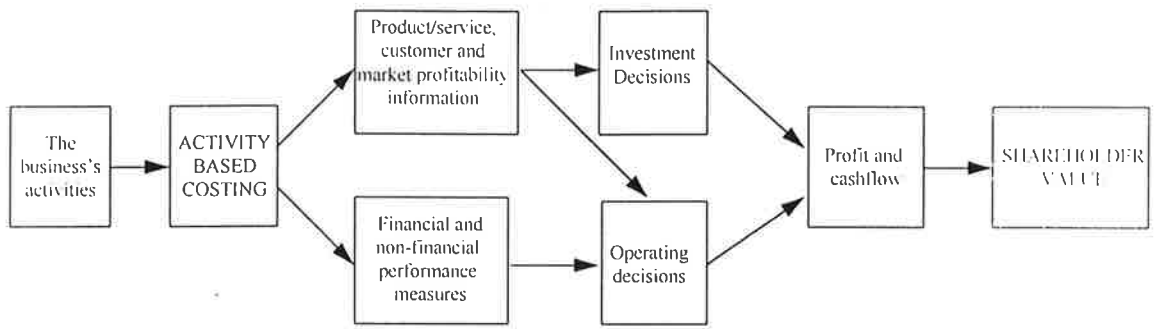 The
business's
activities
ACTIVITY
BASED
COSTING
Product/service,
customer and
market profitability
information
Financial and
non-financial
performance
measures
Investment
Decisions
Operating
decisions
Profit and
cashflow
SHAREHOLDER
VALUE